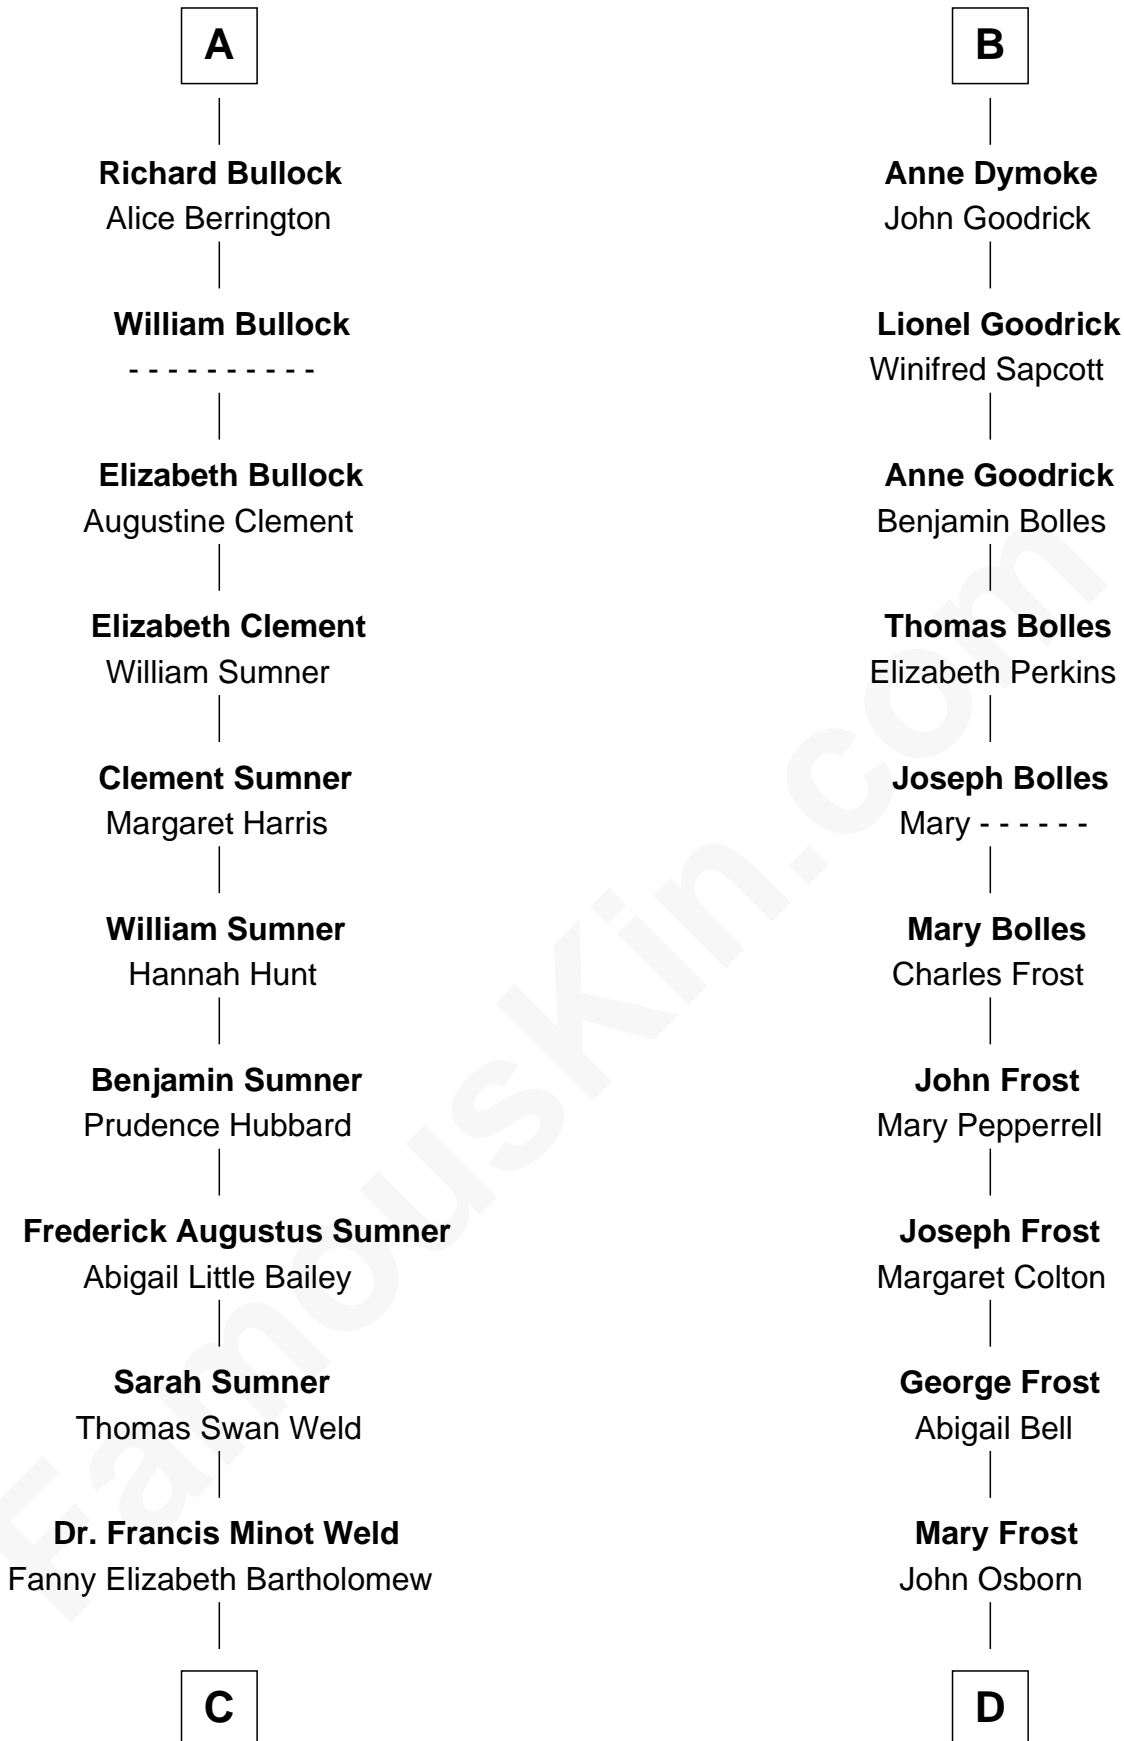 A
Richard Bullock
Alice Berrington
William Bullock
- - - - - - - - - -
Elizabeth Bullock
Augustine Clement
Elizabeth Clement
William Sumner
Clement Sumner
Margaret Harris
William Sumner
Hannah Hunt
Benjamin Sumner
Prudence Hubbard
Frederick Augustus Sumner
Abigail Little Bailey
Sarah Sumner
Thomas Swan Weld
Dr. Francis Minot Weld
Fanny Elizabeth Bartholomew
C
B
Anne Dymoke
John Goodrick
Lionel Goodrick
Winifred Sapcott
Anne Goodrick
Benjamin Bolles
Thomas Bolles
Elizabeth Perkins
Joseph Bolles
Mary - - - - - -
Mary Bolles
Charles Frost
John Frost
Mary Pepperrell
Joseph Frost
Margaret Colton
George Frost
Abigail Bell
Mary Frost
John Osborn
D
FamousKin.com